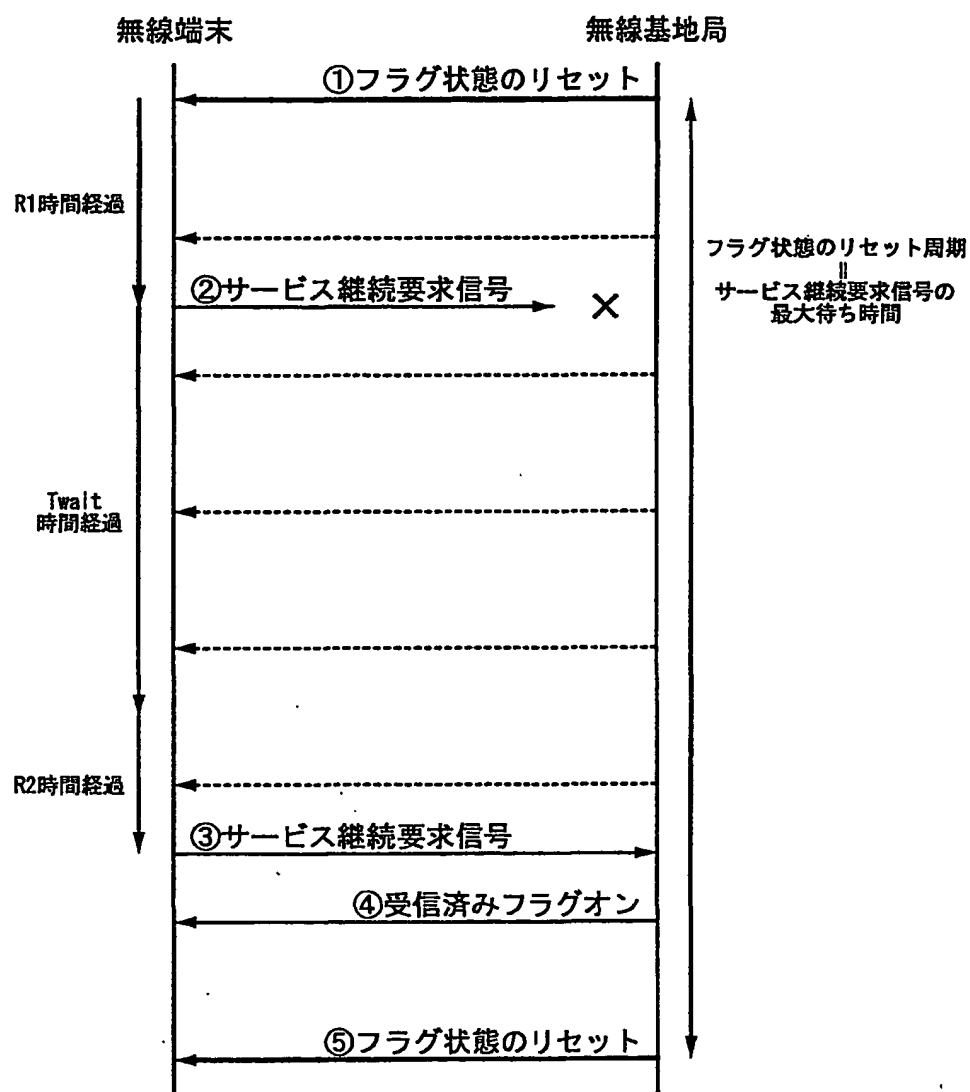 無線端末
無線基地局
①フラグ状態のリセット
R1時間経過
フラグ状態のリセット周期
||
サービス継続要求信号の
最大待ち時間
②サービス継続要求信号
×
Twait
時間経過
R2時間経過
③サービス継続要求信号
④受信済みフラグオン
⑤フラグ状態のリセット